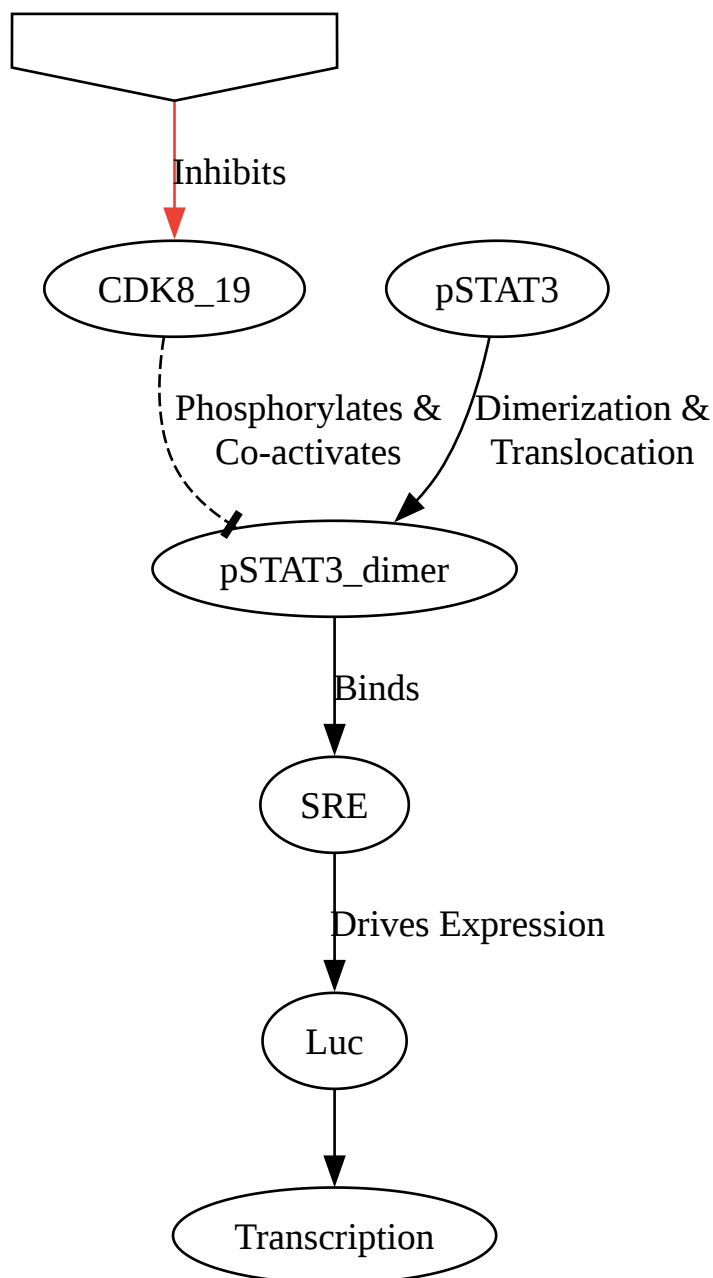 Inhibits
CDK8_19
pSTAT3
Phosphorylates &
Co-activates
Dimerization &
Translocation
pSTAT3_dimer
Binds
SRE
Drives Expression
Luc
Transcription